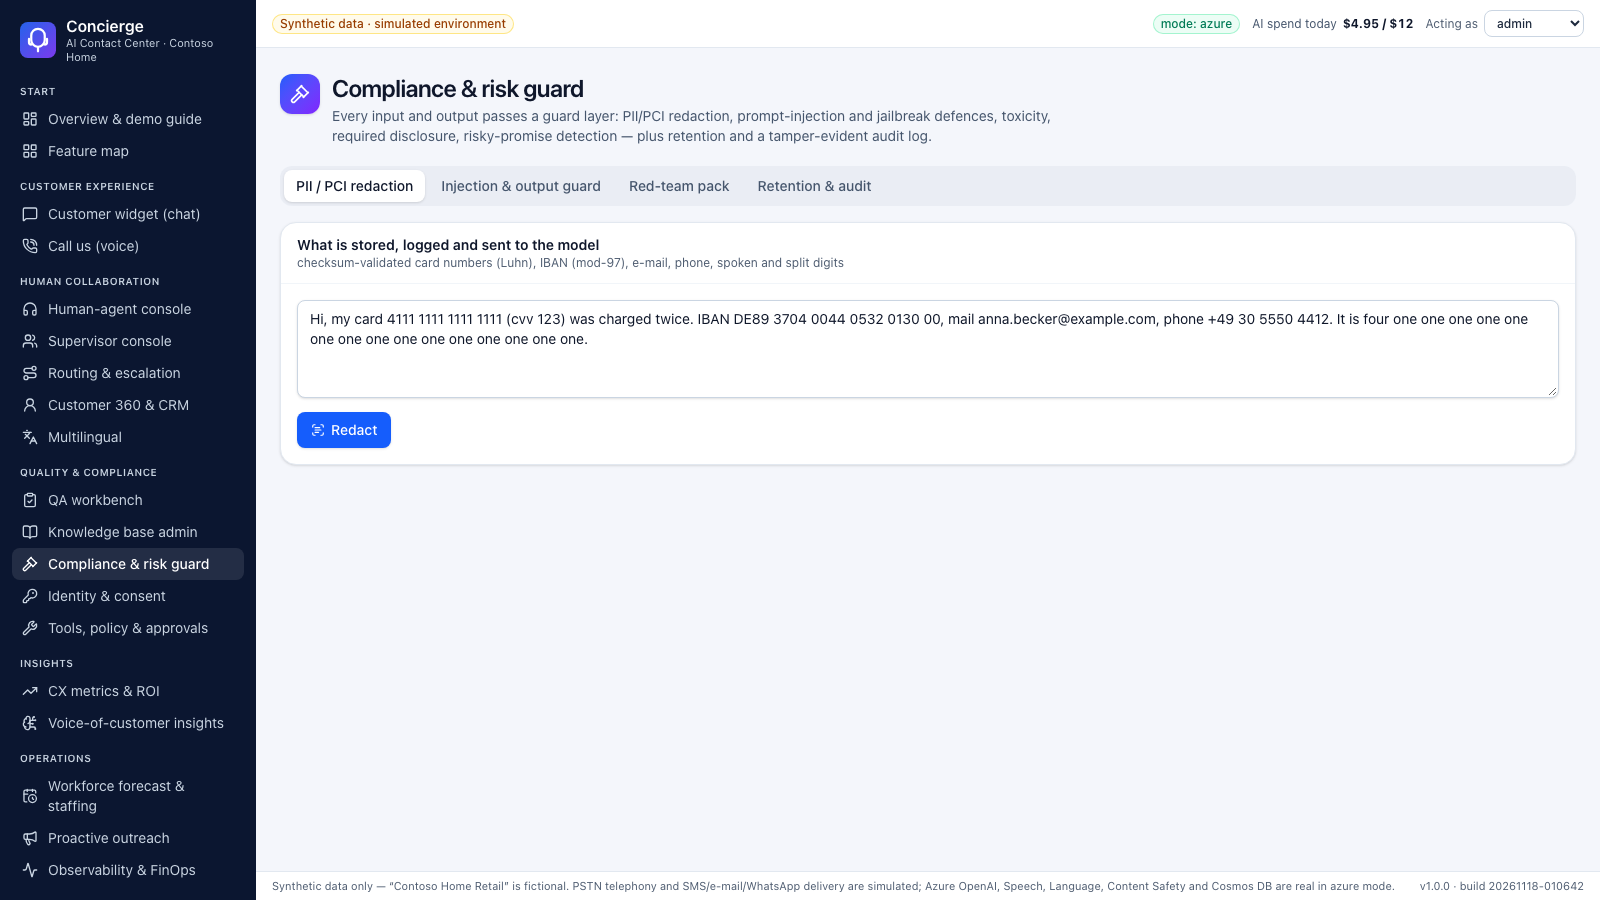 Concierge
AI Contact Center · Contoso
Home
START
Overview & demo guide
Feature map
CUSTOMER EXPERIENCE
Customer widget (chat)
Call us (voice)
HUMAN COLLABORATION
Human-agent console
Supervisor console
Routing & escalation
Customer 360 & CRM
Multilingual
QUALITY & COMPLIANCE
QA workbench
Knowledge base admin
Compliance & risk guard
Identity & consent
Tools, policy & approvals
INSIGHTS
CX metrics & ROI
Voice-of-customer insights
OPERATIONS
Workforce forecast &
staffing
Proactive outreach
Observability & FinOps
Synthetic data · simulated environment
mode: azure
AI spend today $4.95 / $12
Acting as
admin
Compliance & risk guard
Every input and output passes a guard layer: PII/PCI redaction, prompt-injection and jailbreak defences, toxicity,
required disclosure, risky-promise detection — plus retention and a tamper-evident audit log.
PII / PCI redaction
Injection & output guard
Red-team pack
Retention & audit
What is stored, logged and sent to the model
checksum-validated card numbers (Luhn), IBAN (mod-97), e-mail, phone, spoken and split digits
Hi, my card 4111 1111 1111 1111 (cvv 123) was charged twice. IBAN DE89 3704 0044 0532 0130 00, mail anna.becker@example.com, phone +49 30 5550 4412. It is four one one one one one
one one one one one one one one one one.
Redact
Synthetic data only — “Contoso Home Retail” is fictional. PSTN telephony and SMS/e-mail/WhatsApp delivery are simulated; Azure OpenAI, Speech, Language, Content Safety and Cosmos DB are real in azure mode.
v1.0.0 · build 20261118-010642